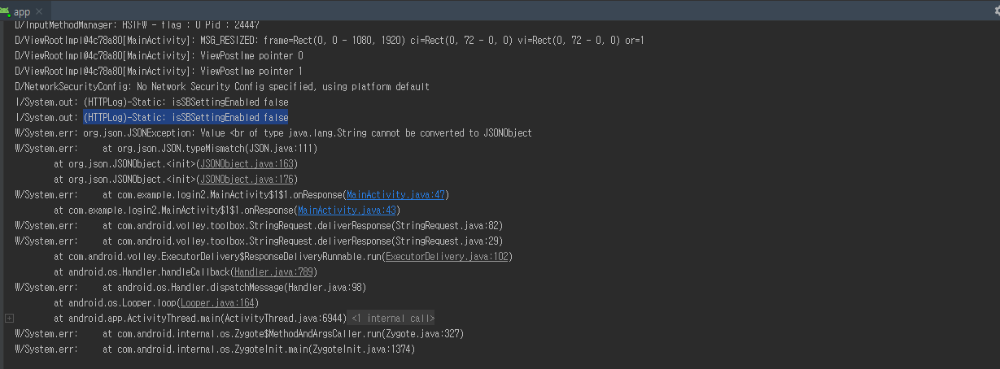 app
D/InputMethodManager: HSIFW - flag : 0 Pid : 24447
D/ViewRootImpl@4c78a80[MainActivity]: MSG_RESIZED: frame=Rect(0, 0 - 1080, 1920) ci=Rect(0, 72 - 0, 0) vi=Rect(0, 72 - 0, 0) or=1
D/ViewRootImpl@4c78a80[MainActivity]: ViewPostIme pointer 0
D/ViewRootImpl@4c78a80[MainActivity]: ViewPostIme pointer 1
D/NetworkSecurityConfig: No Network Security Config specified, using platform default
I/System.out: (HTTPLog)-Static: isSBSettingEnabled false
I/System.out: (HTTPLog)-Static: isSBSettingEnabled false
W/System.err: org.json.JSONException: Value <br of type java.lang.String cannot be converted to JSONObject
W/System.err:     at org.json.JSON.typeMismatch(JSON.java:111)
at org.json.JSONObject.<init>(JSONObject.java:163)
at org.json.JSONObject.<init>(JSONObject.java:176)
W/System.err:     at com.example.login2.MainActivity$1$1.onResponse(MainActivity.java:47)
at com.example.login2.MainActivity$1$1.onResponse(MainActivity.java:43)
W/System.err:     at com.android.volley.toolbox.StringRequest.deliverResponse(StringRequest.java:82)
W/System.err:     at com.android.volley.toolbox.StringRequest.deliverResponse(StringRequest.java:29)
at com.android.volley.ExecutorDelivery$ResponseDeliveryRunnable.run(ExecutorDelivery.java:102)
at android.os.Handler.handleCallback(Handler.java:789)
W/System.err:     at android.os.Handler.dispatchMessage(Handler.java:98)
at android.os.Looper.loop(Looper.java:164)
at android.app.ActivityThread.main(ActivityThread.java:6944) <1 internal call>
W/System.err:     at com.android.internal.os.Zygote$MethodAndArgsCaller.run(Zygote.java:327)
W/System.err:     at com.android.internal.os.ZygoteInit.main(ZygoteInit.java:1374)